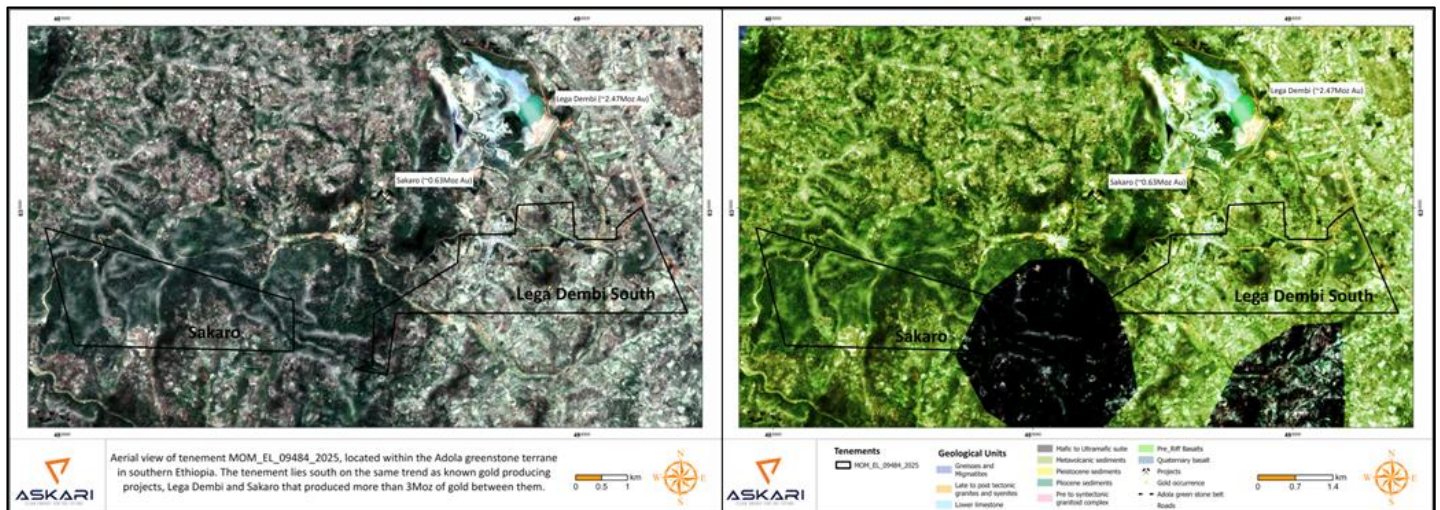 Lega Dembi (~2.47Moz Au)
Sakaro (~0.63Moz Au)
Lega Dembi South
Sakaro
Aerial view of tenement MOM_EL_09484_2025, located within the Adola greenstone terrane
in southern Ethiopia. The tenement lies south on the same trend as known gold producing
projects, Lega Dembi and Sakaro that produced more than 3Moz of gold between them.
ASKARI
0 0.5 1
km
N
W E
S
Lega Dembi (~2.47Moz Au)
Sakaro (~0.63Moz Au)
Lega Dembi South
Sakaro
ASKARI
Tenements
MOM_EL_09484_2025
Geological Units
Gneisses and
Migmatites
Late to post tectonic
granites and syenites
Lower limestone
Mafic to Ultramafic suite
Metavolcanic sediments
Pleistocene sediments
Pliocene sediments
Pre to syntectonic
granitoid complex
Pre_Rift Basalts
Quaternary basalt
Projects
Gold occurrence
Adola green stone belt
Roads
0 0.7 1.4
km
N
W E
S